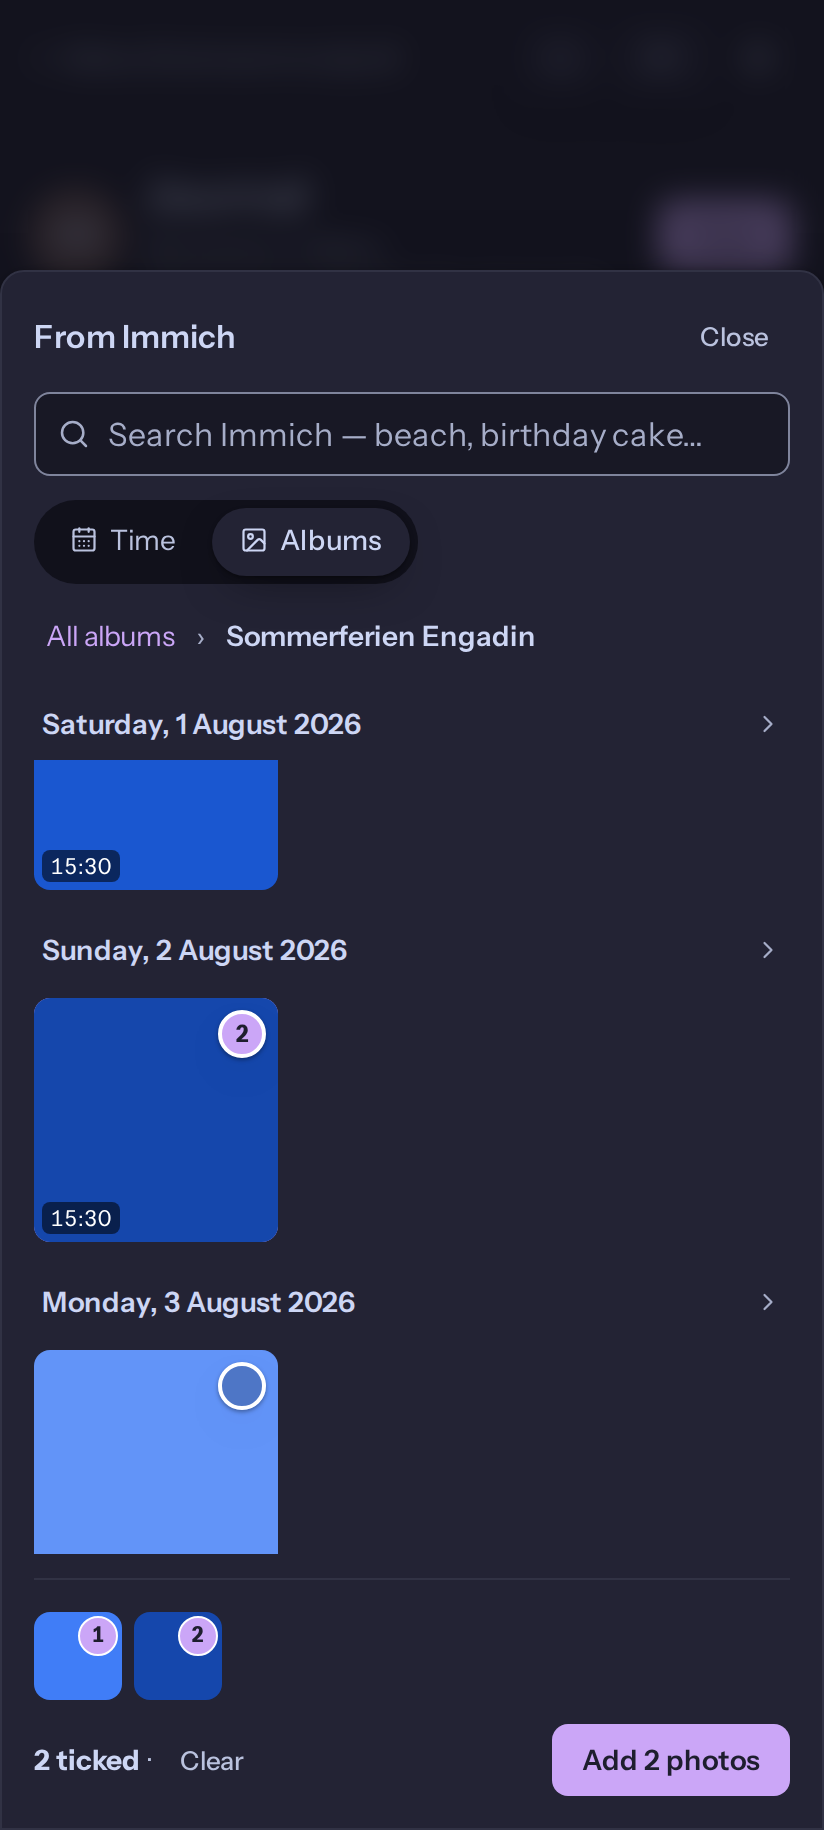 From Immich
Close
Search Immich — beach, birthday cake...
Time
Albums
All albums › Sommerferien Engadin
Saturday, 1 August 2026
15:30
Sunday, 2 August 2026
2
15:30
Monday, 3 August 2026
1
2
2 ticked · Clear
Add 2 photos